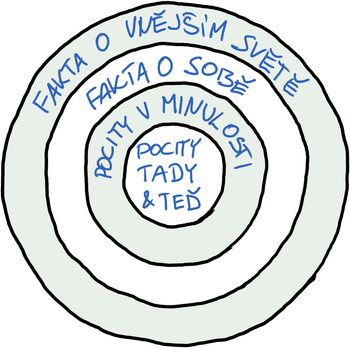 FAKTA O VNĚJŠÍM SVĚTĚ
FAKTA O SOBĚ
POCITY V MINULOSTI
POCITY
TADY
& TEĎ